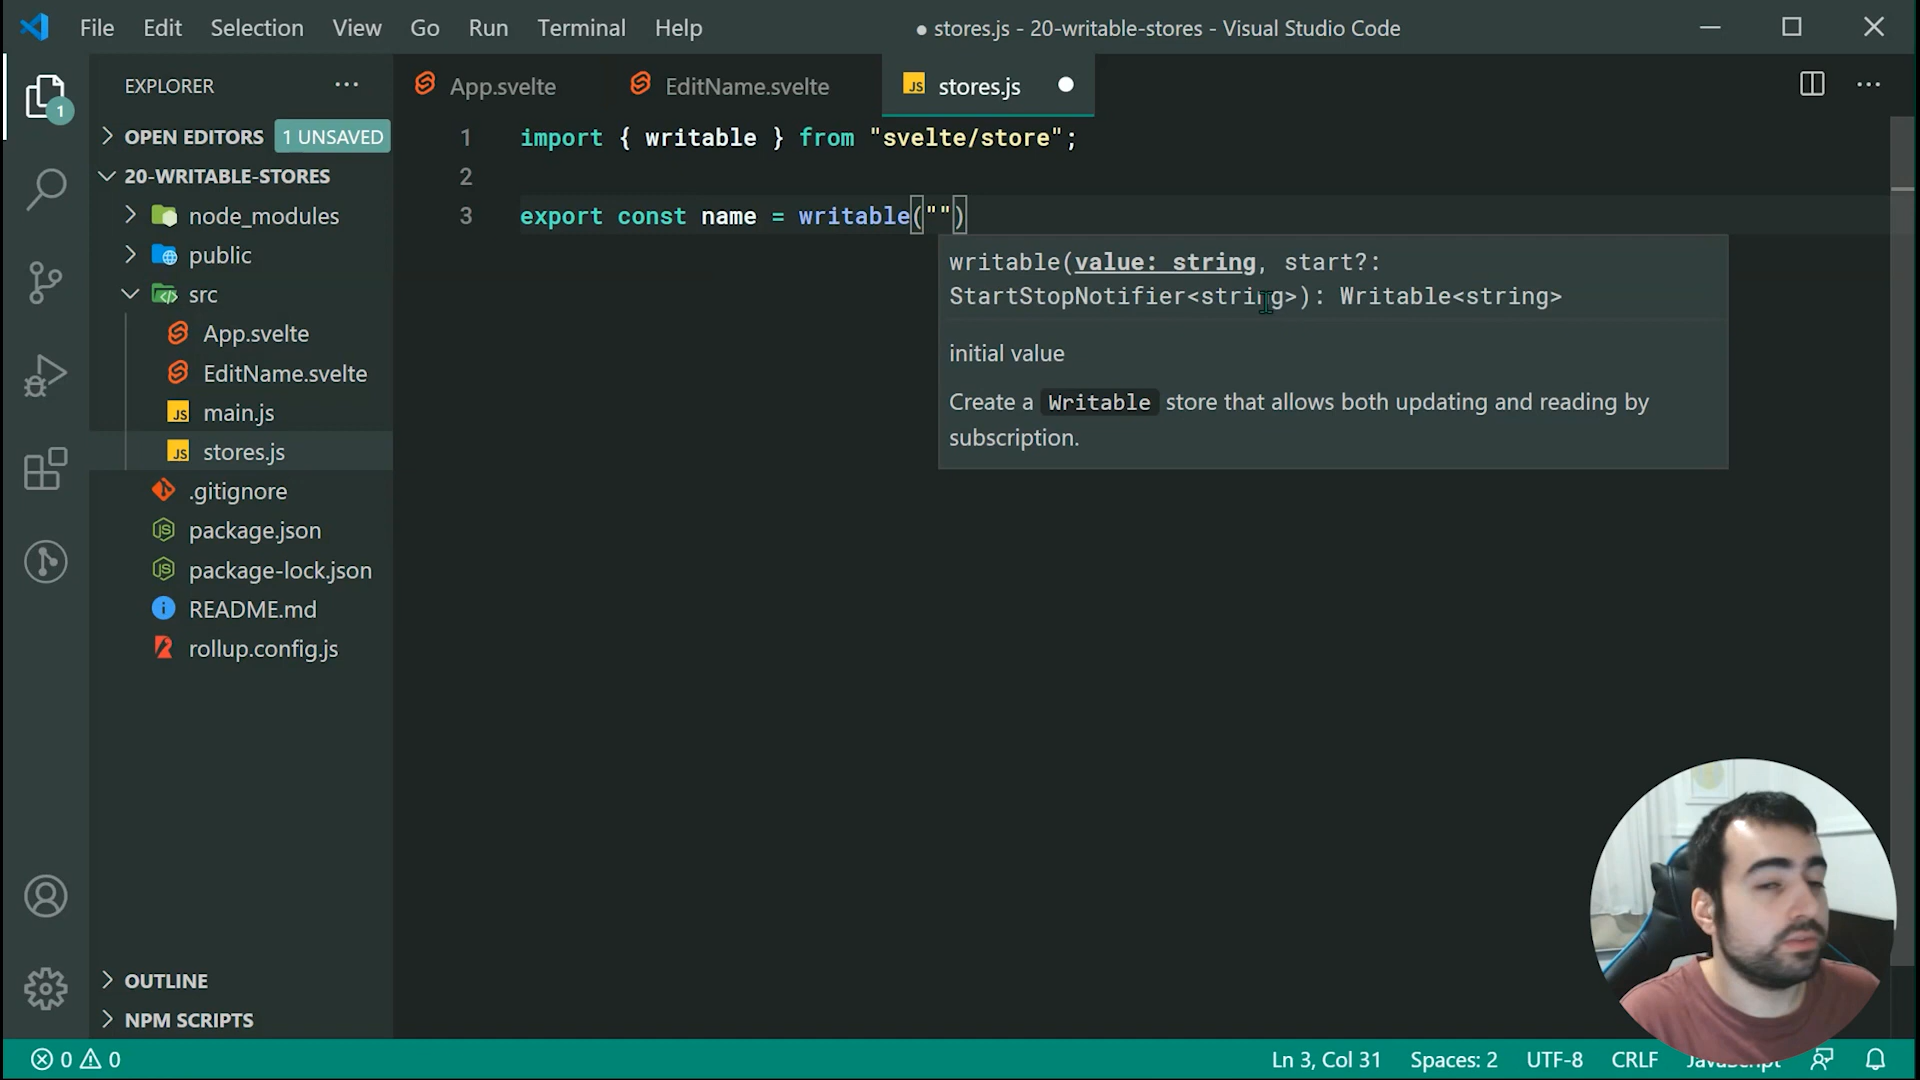 File Edit Selection View Go Run Terminal Help
● stores.js - 20-writable-stores - Visual Studio Code
1
EXPLORER ···
OPEN EDITORS 1 UNSAVED
20-WRITABLE-STORES
node_modules
public
src
App.svelte
EditName.svelte
JS main.js
JS stores.js
.gitignore
package.json
package-lock.json
README.md
rollup.config.js
OUTLINE
NPM SCRIPTS
App.svelte
EditName.svelte
JS stores.js
1 import { writable } from "svelte/store";
2
3 export const name = writable("")
writable(value: string, start?:
StartStopNotifier<string>): Writable<string>
initial value
Create a Writable store that allows both updating and reading by
subscription.
0 0
Ln 3, Col 31 Spaces: 2 UTF-8 CRLF JavaScript